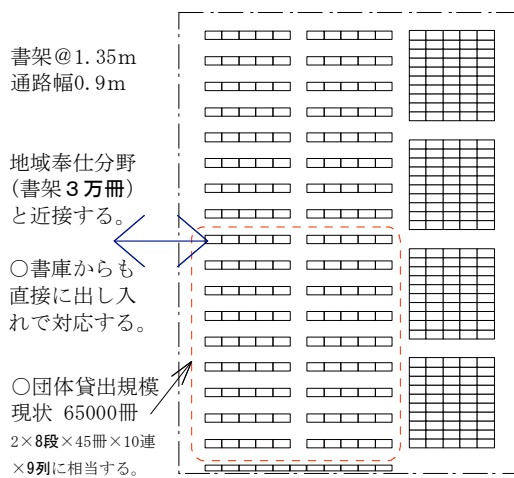 書架＠1.35m
通路幅0.9m
地域奉仕分野
(書架３万冊)
と近接する。
○書庫からも
直接に出し入
れで対応する。
○団体貸出規模
現状 65000冊
2×8段×45冊×10連
×9列に相当する。